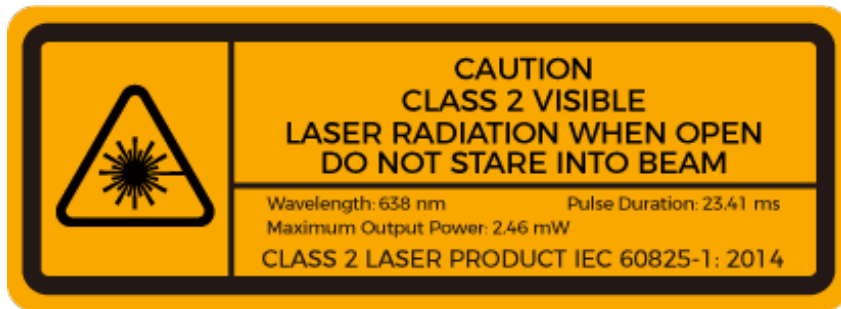 CAUTION
CLASS 2 VISIBLE
LASER RADIATION WHEN OPEN
DO NOT STARE INTO BEAM
Wavelength: 638 nm Pulse Duration: 23.41 ms
Maximum Output Power: 2.46 mW
CLASS 2 LASER PRODUCT IEC 60825-1: 2014